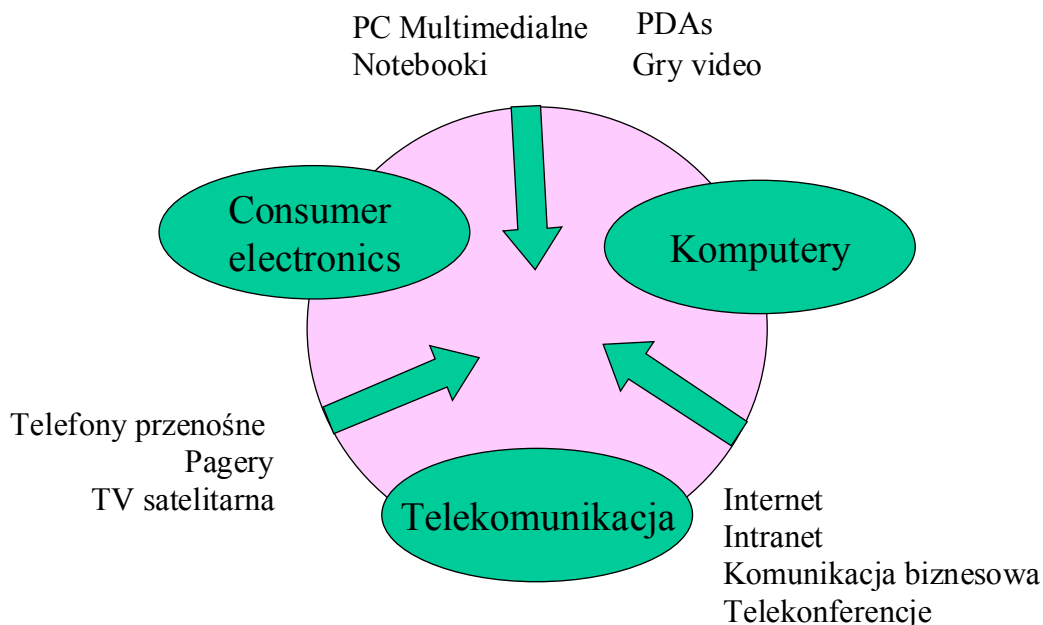 PC Multimedialne
Notebooki
PDAs
Gry video
Consumer
electronics
Komputery
Telefony przenośne
Pagery
TV satelitarna
Telekomunikacja
Internet
Intranet
Komunikacja biznesowa
Telekonferencje